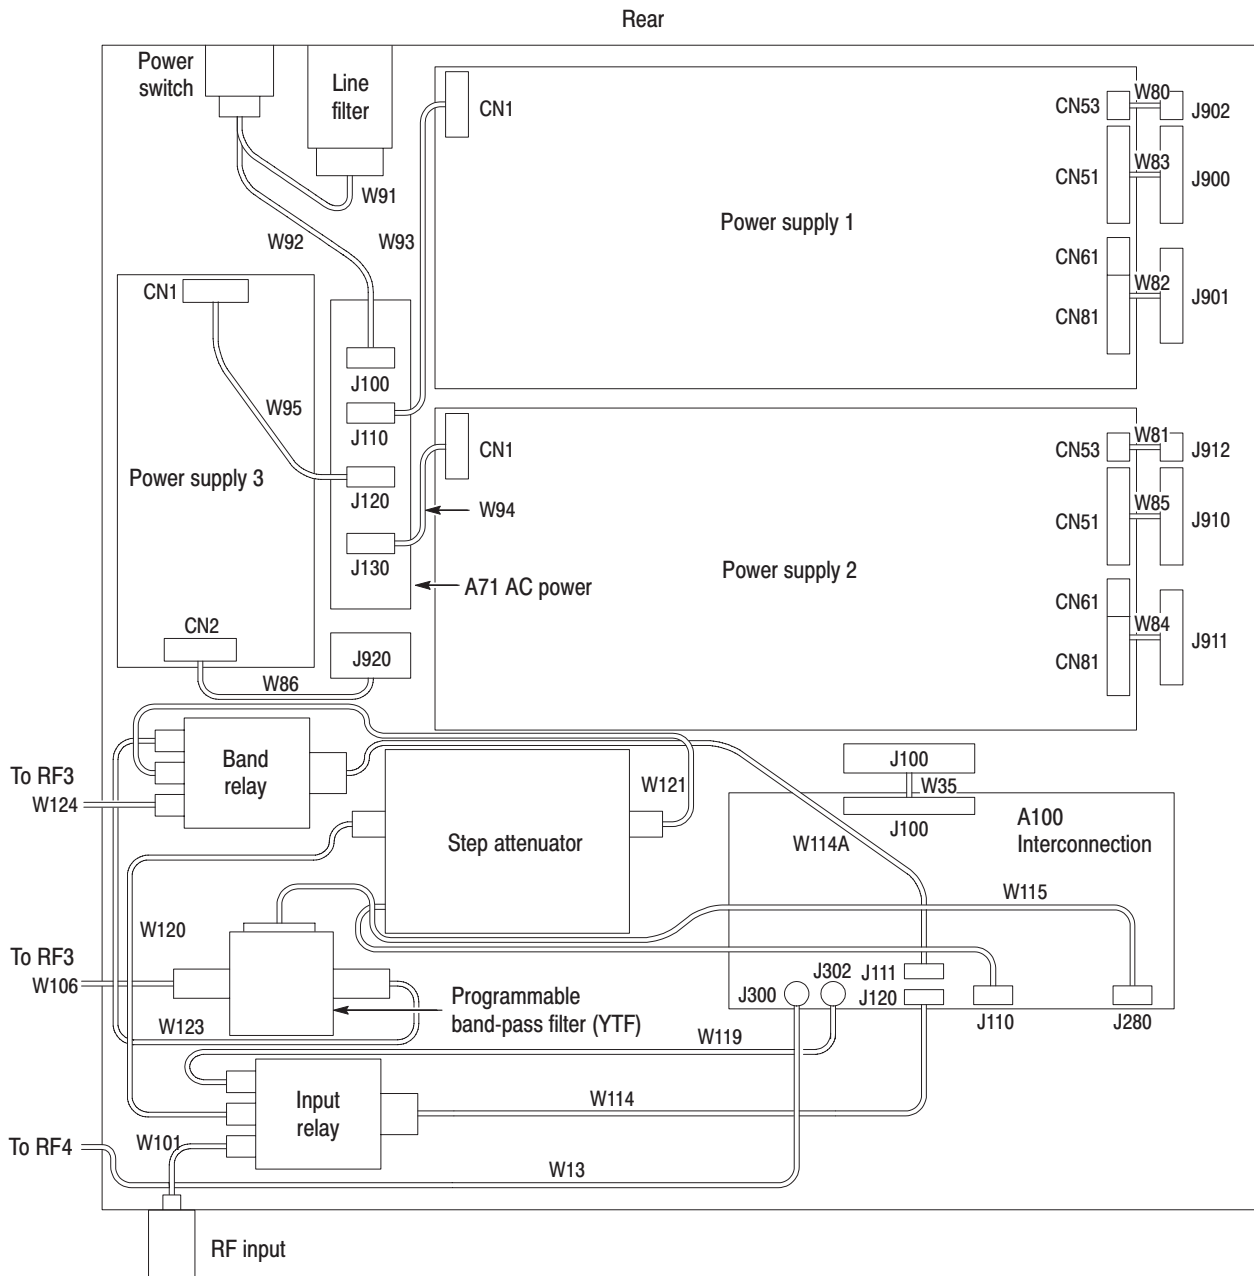 Rear
Power
switch
Line
filter
CN1
CN53
W80
J902
W91
CN51
W83
J900
W92
W93
Power supply 1
CN61
W82
J901
CN1
CN81
J100
W95
J110
CN1
CN53
W81
J912
Power supply 3
J120
W94
CN51
W85
J910
J130
A71 AC power
Power supply 2
CN61
W84
J911
CN2
J920
CN81
W86
Band
relay
To RF3
W124
W121
J100
W35
J100
A100
Interconnection
Step attenuator
W114A
W115
W120
To RF3
W106
J302
J111
J300
J120
Programmable
band-pass filter (YTF)
J110
J280
W123
W119
Input
relay
W114
To RF4
W101
W13
RF input